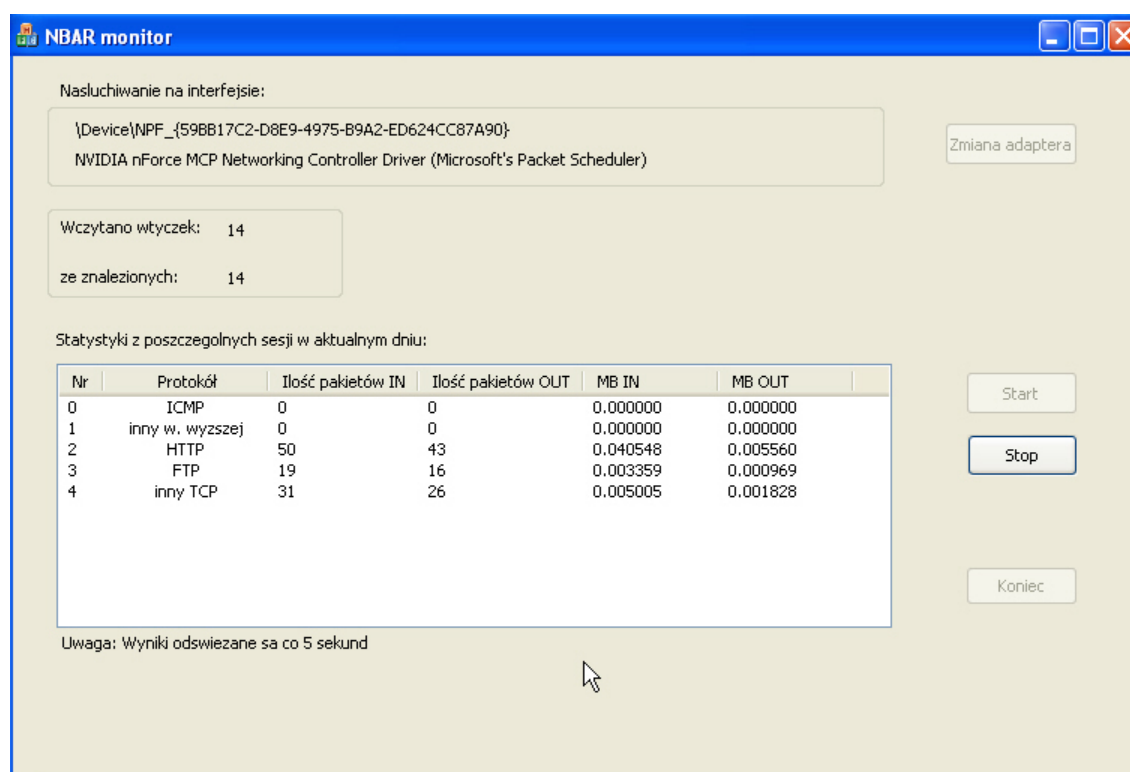 NBAR monitor
Nasluchiwanie na interfejsie:
\Device\NPF_{59BB17C2-D8E9-4975-B9A2-ED624CC87A90}
NVIDIA nForce MCP Networking Controller Driver (Microsoft's Packet Scheduler)
Zmiana adaptera
Wczytano wtyczek: 14
ze znalezionych: 14
Statystyki z poszczegolnych sesji w aktualnym dniu:
Nr Protokół Ilość pakietów IN Ilość pakietów OUT MB IN MB OUT
0 ICMP 0 0 0.000000 0.000000
1 inny w. wyzszej 0 0 0.000000 0.000000
2 HTTP 50 43 0.040548 0.005560
3 FTP 19 16 0.003359 0.000969
4 inny TCP 31 26 0.005005 0.001828
Start
Stop
Koniec
Uwaga: Wyniki odswiezane sa co 5 sekund